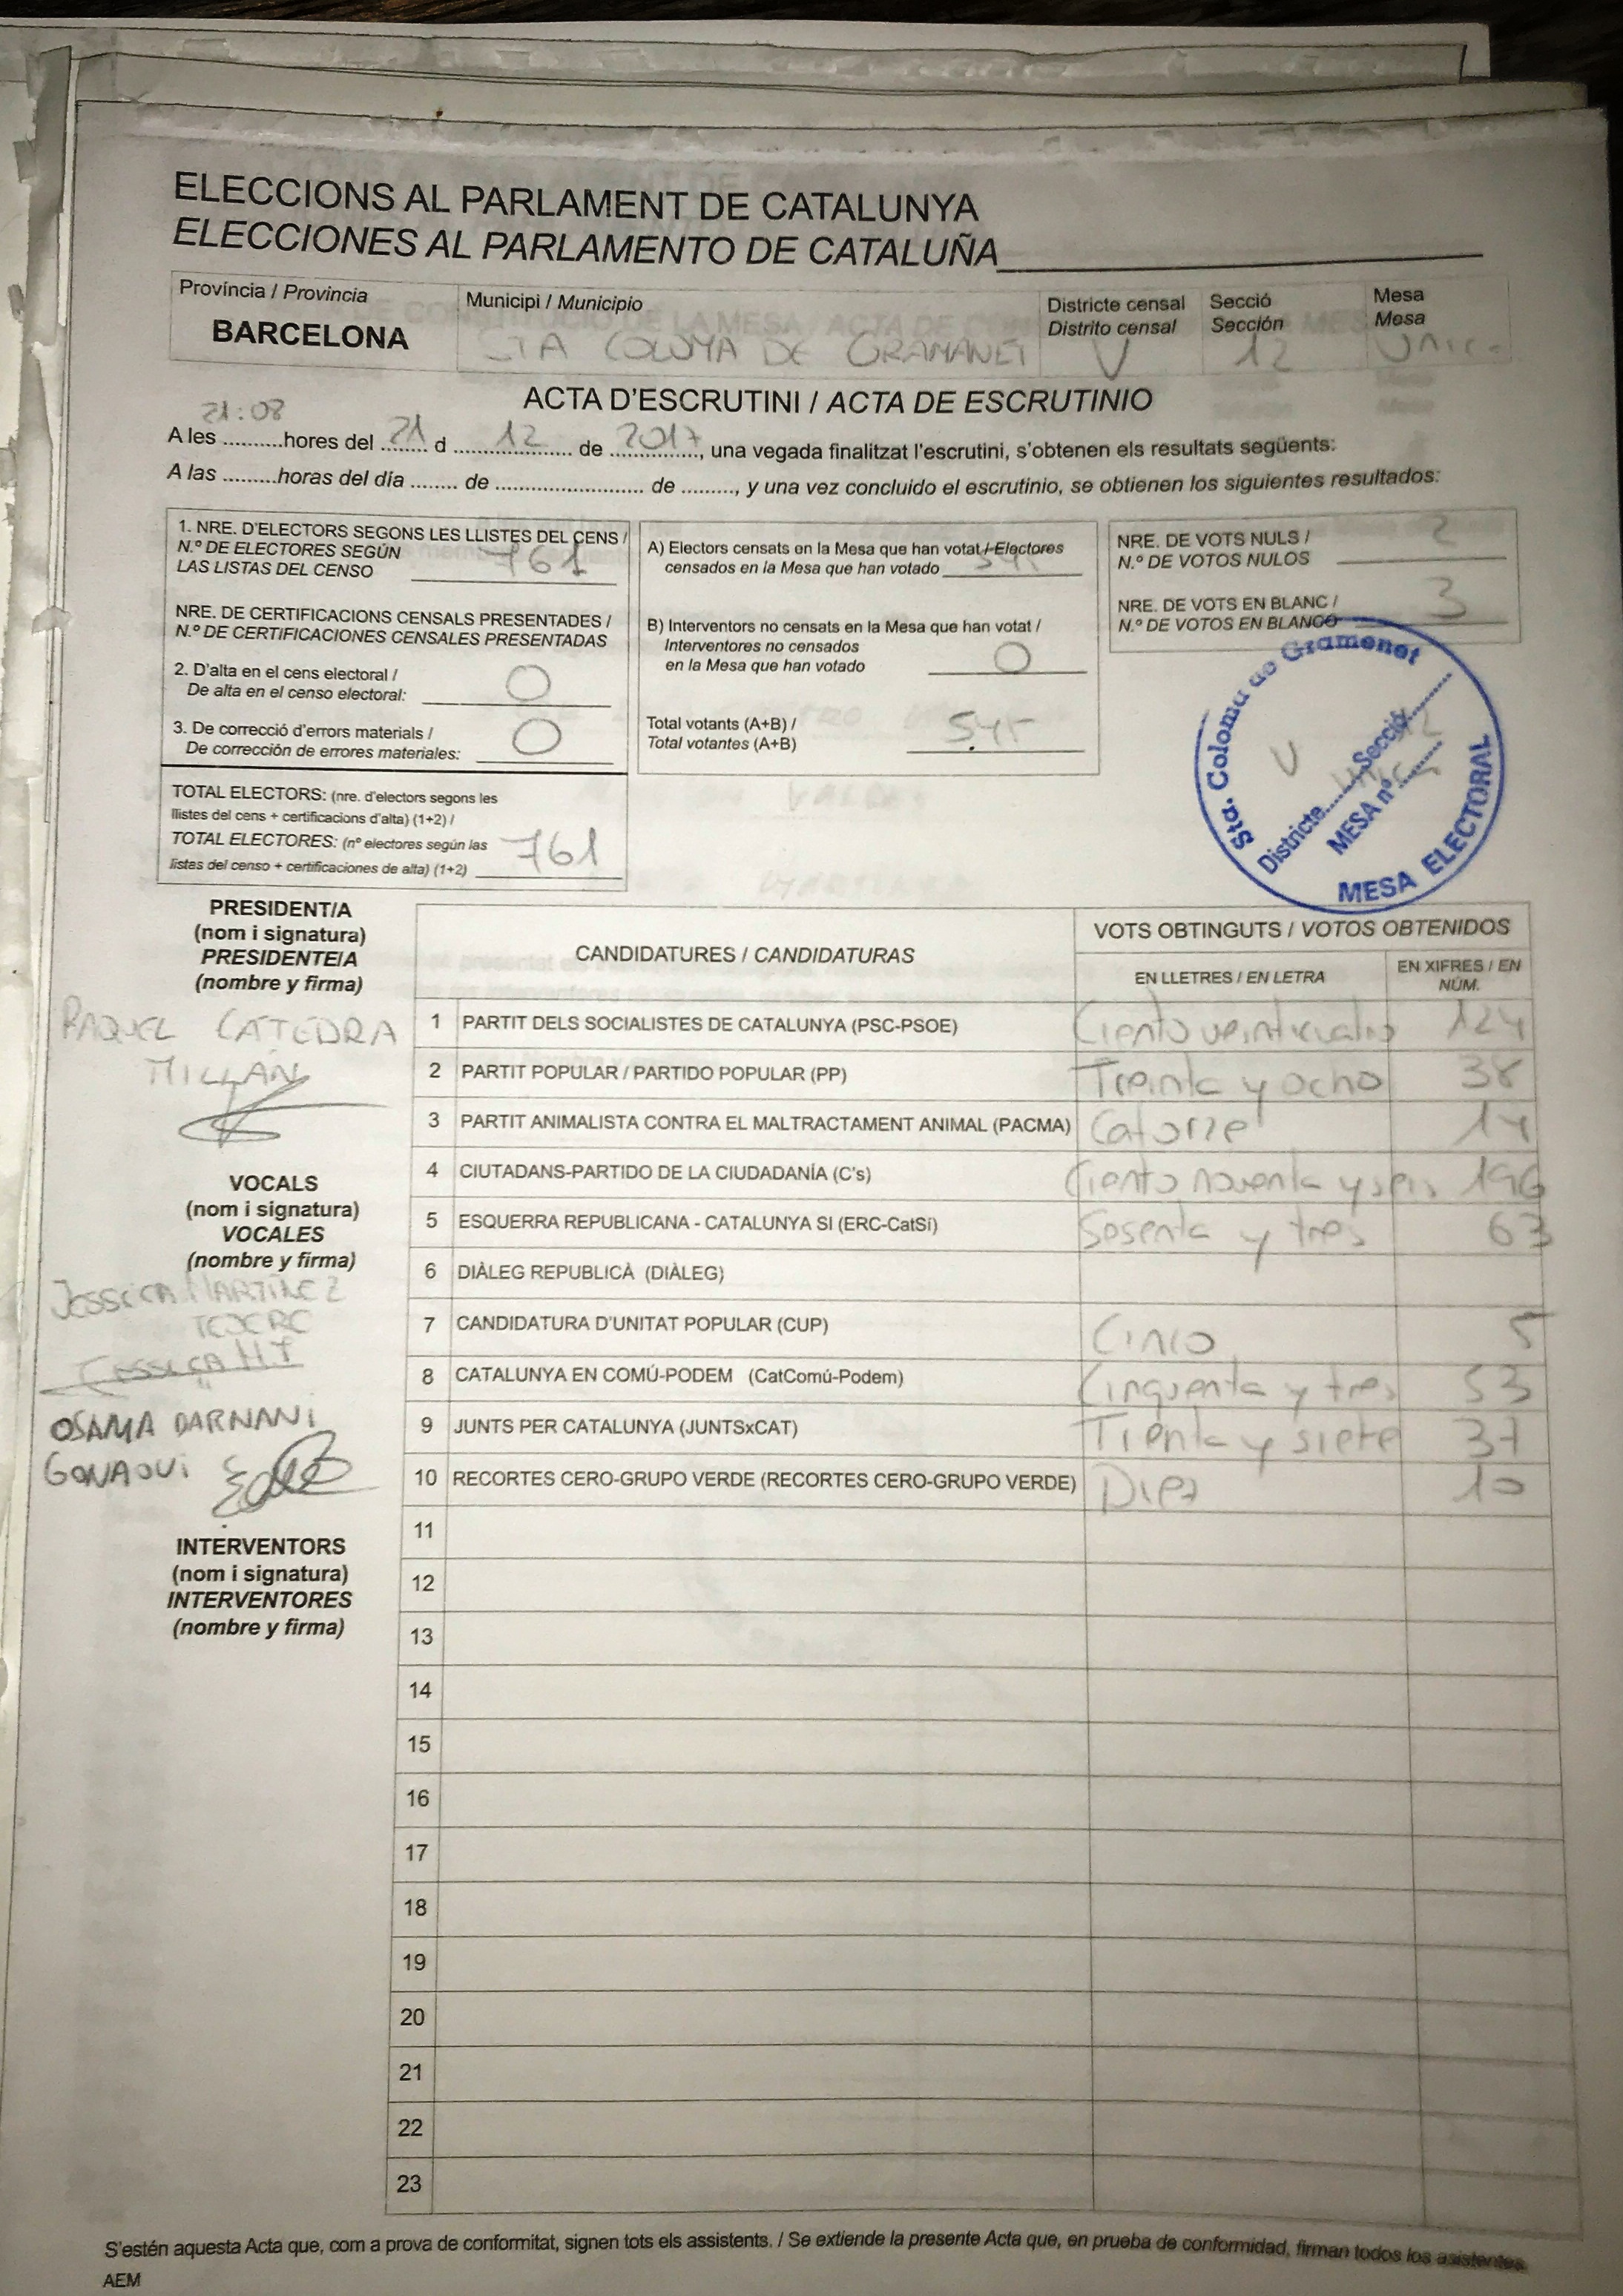 ELECCIONS AL PARLAMENT DE CATALUNYA
ELECCIONES AL PARLAMENTO DE CATALUÑA
Província / Provincia
BARCELONA
Municipi / Municipio
STA COLOMA DE GRAMANET
Districte censal
Distrito censal
V
Secció
Sección
12
Mesa
Mesa
Unica
ACTA D'ESCRUTINI / ACTA DE ESCRUTINIO
21:08
A les ..........hores del 21 d 12 de 2017, una vegada finalitzat l'escrutini, s'obtenen els resultats següents:
A las .........horas del día ........ de ......................... de ........., y una vez concluido el escrutinio, se obtienen los siguientes resultados:
1. NRE. D'ELECTORS SEGONS LES LLISTES DEL CENS /
N.º DE ELECTORES SEGÚN
LAS LISTAS DEL CENSO 761
NRE. DE CERTIFICACIONS CENSALS PRESENTADES /
N.º DE CERTIFICACIONES CENSALES PRESENTADAS
2. D'alta en el cens electoral /
De alta en el censo electoral: 0
3. De correcció d'errors materials /
De corrección de errores materiales: 0
TOTAL ELECTORS: (nre. d'electors segons les
llistes del cens + certificacions d'alta) (1+2) /
TOTAL ELECTORES: (nº electores según las
listas del censo + certificaciones de alta) (1+2) 761
A) Electors censats en la Mesa que han votat / Electores
censados en la Mesa que han votado 545
B) Interventors no censats en la Mesa que han votat /
Interventores no censados
en la Mesa que han votado 0
Total votants (A+B) /
Total votantes (A+B) 545
NRE. DE VOTS NULS /
N.º DE VOTOS NULOS 2
NRE. DE VOTS EN BLANC /
N.º DE VOTOS EN BLANCO 3
Sta. Coloma de Gramenet
Districte V Secció 12
MESA nº
MESA ELECTORAL
PRESIDENT/A
(nom i signatura)
PRESIDENTE/A
(nombre y firma)
RAQUEL CATEDRA
MILLÁN
VOCALS
(nom i signatura)
VOCALES
(nombre y firma)
JESSICA MARTINEZ
JESSICA MT
OSAMA DARNANI
GONAOUI
INTERVENTORS
(nom i signatura)
INTERVENTORES
(nombre y firma)
CANDIDATURES / CANDIDATURAS
VOTS OBTINGUTS / VOTOS OBTENIDOS
EN LLETRES / EN LETRA
EN XIFRES / EN
NÚM.
1 PARTIT DELS SOCIALISTES DE CATALUNYA (PSC-PSOE) Ciento veinticuatro 124
2 PARTIT POPULAR / PARTIDO POPULAR (PP) Treinta y ocho 38
3 PARTIT ANIMALISTA CONTRA EL MALTRACTAMENT ANIMAL (PACMA) Catorze 14
4 CIUTADANS-PARTIDO DE LA CIUDADANÍA (C's) Ciento noventa y seis 196
5 ESQUERRA REPUBLICANA - CATALUNYA SI (ERC-CatSí) Sesenta y tres 63
6 DIÀLEG REPUBLICÀ (DIÀLEG)
7 CANDIDATURA D'UNITAT POPULAR (CUP) Cinco 5
8 CATALUNYA EN COMÚ-PODEM (CatComú-Podem) Cinquenta y tres 53
9 JUNTS PER CATALUNYA (JUNTSxCAT) Trienta y siete 37
10 RECORTES CERO-GRUPO VERDE (RECORTES CERO-GRUPO VERDE) Diez 10
11
12
13
14
15
16
17
18
19
20
21
22
23
S'estén aquesta Acta que, com a prova de conformitat, signen tots els assistents. / Se extiende la presente Acta que, en prueba de conformidad, firman todos los asistentes.
AEM